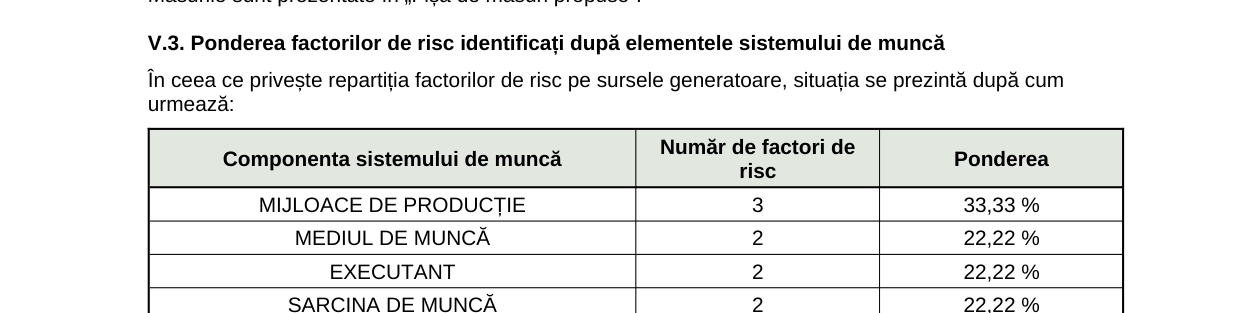 V.3. Ponderea factorilor de risc identificați după elementele sistemului de muncă
În ceea ce privește repartiția factorilor de risc pe sursele generatoare, situația se prezintă după cum
urmează:
Componenta sistemului de muncă Număr de factori de risc Ponderea
MIJLOACE DE PRODUCȚIE 3 33,33 %
MEDIUL DE MUNCĂ 2 22,22 %
EXECUTANT 2 22,22 %
SARCINA DE MUNCĂ 2 22,22 %